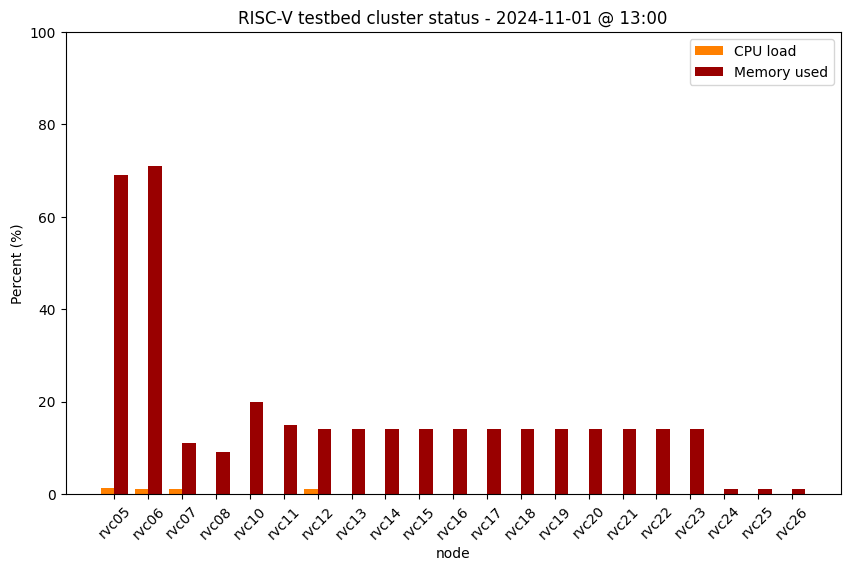 RISC-V testbed cluster status - 2024-11-01 @ 13:00
CPU load
Memory used
Percent (%)
100
80
60
40
20
0
rvc05 rvc06 rvc07 rvc08 rvc10 rvc11 rvc12 rvc13 rvc14 rvc15 rvc16 rvc17 rvc18 rvc19 rvc20 rvc21 rvc22 rvc23 rvc24 rvc25 rvc26
node